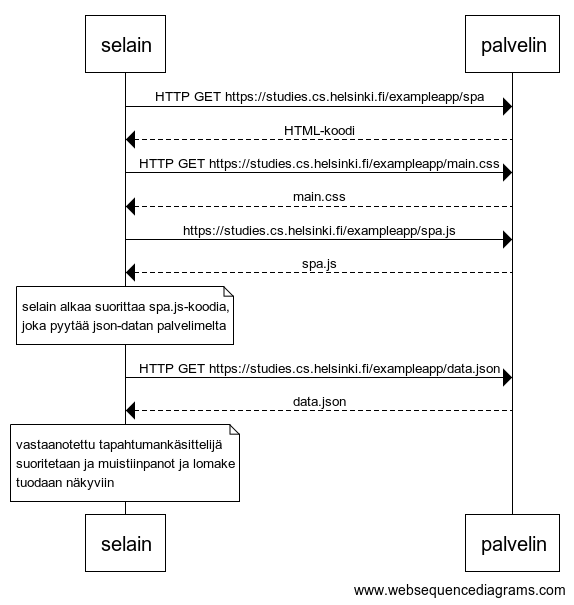 selain palvelin
HTTP GET https://studies.cs.helsinki.fi/exampleapp/spa
HTML-koodi
HTTP GET https://studies.cs.helsinki.fi/exampleapp/main.css
main.css
https://studies.cs.helsinki.fi/exampleapp/spa.js
spa.js
selain alkaa suorittaa spa.js-koodia,
joka pyytää json-datan palvelimelta
HTTP GET https://studies.cs.helsinki.fi/exampleapp/data.json
data.json
vastaanotettu tapahtumankäsittelijä
suoritetaan ja muistiinpanot ja lomake
tuodaan näkyviin
selain palvelin
www.websequencediagrams.com